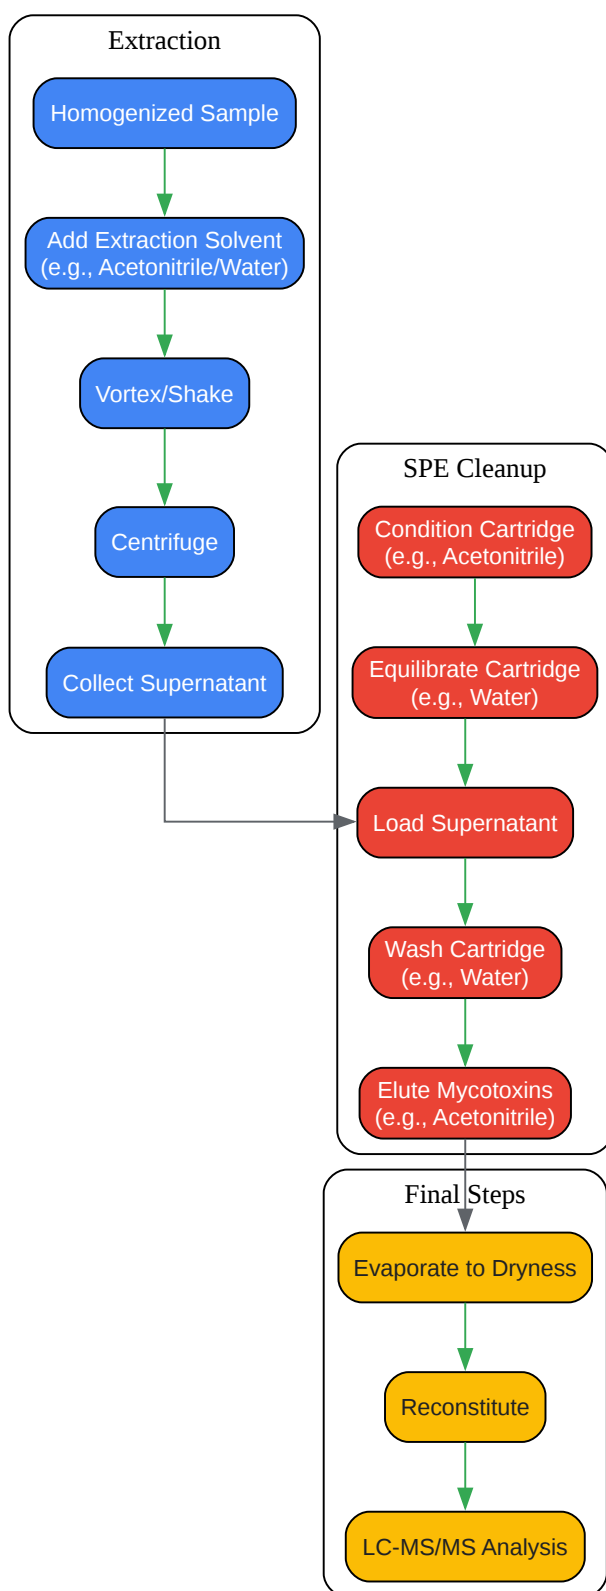 Extraction
Homogenized Sample
Add Extraction Solvent
(e.g., Acetonitrile/Water)
Vortex/Shake
Centrifuge
Collect Supernatant
SPE Cleanup
Condition Cartridge
(e.g., Acetonitrile)
Equilibrate Cartridge
(e.g., Water)
Load Supernatant
Wash Cartridge
(e.g., Water)
Elute Mycotoxins
(e.g., Acetonitrile)
Final Steps
Evaporate to Dryness
Reconstitute
LC-MS/MS Analysis